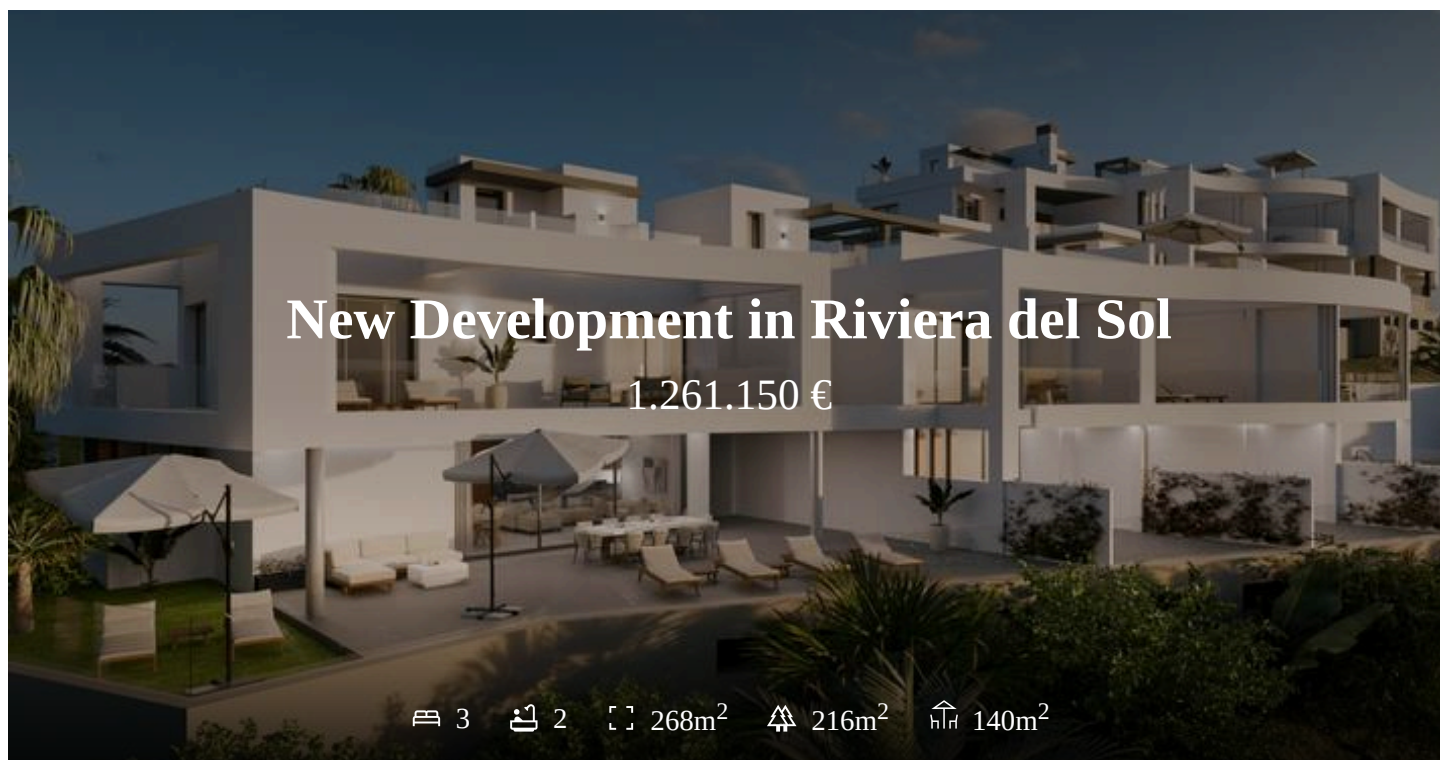 New Development in Riviera del Sol
1.261.150 €
3 2 268m² 216m² 140m²